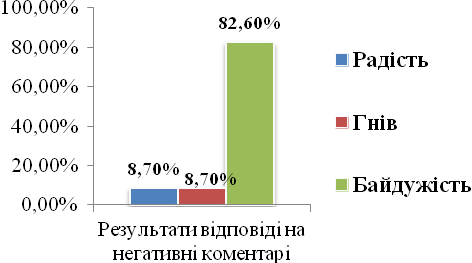 100,00%
80,00%
60,00%
40,00%
20,00%
0,00%
8,70%
8,70%
82,60%
Результати відповіді на
негативні коментарі
Радість
Гнів
Байдужість